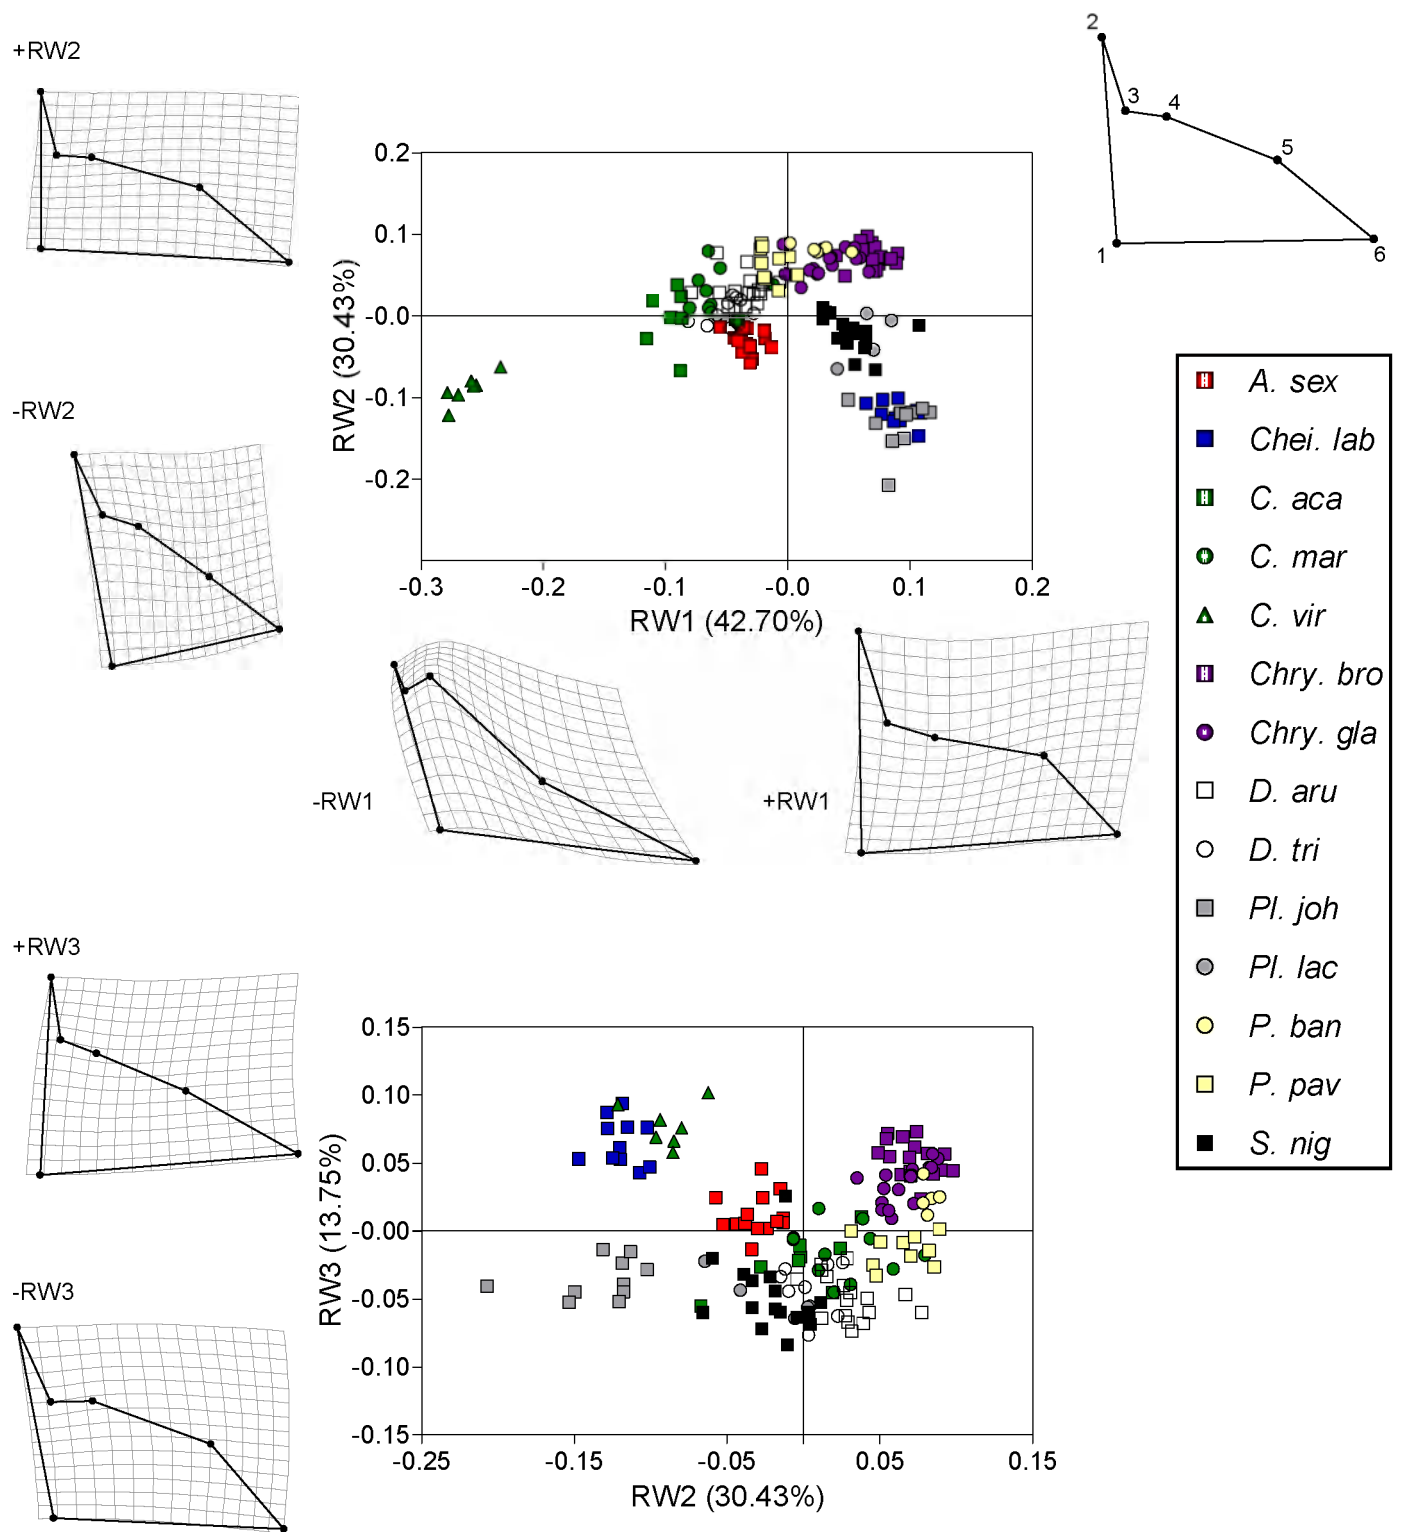 +RW2
-RW2
2
3
4
5
1
6
0.2
0.1
-0.0
-0.1
-0.2
RW2 (30.43%)
-0.3
-0.2
-0.1
-0.0
0.1
0.2
RW1 (42.70%)
-RW1
+RW1
A. sex
Chei. lab
C. aca
C. mar
C. vir
Chry. bro
Chry. gla
D. aru
D. tri
Pl. joh
Pl. lac
P. ban
P. pav
S. nig
+RW3
-RW3
0.15
0.10
0.05
-0.00
-0.05
-0.10
-0.15
RW3 (13.75%)
-0.25
-0.15
-0.05
0.05
0.15
RW2 (30.43%)